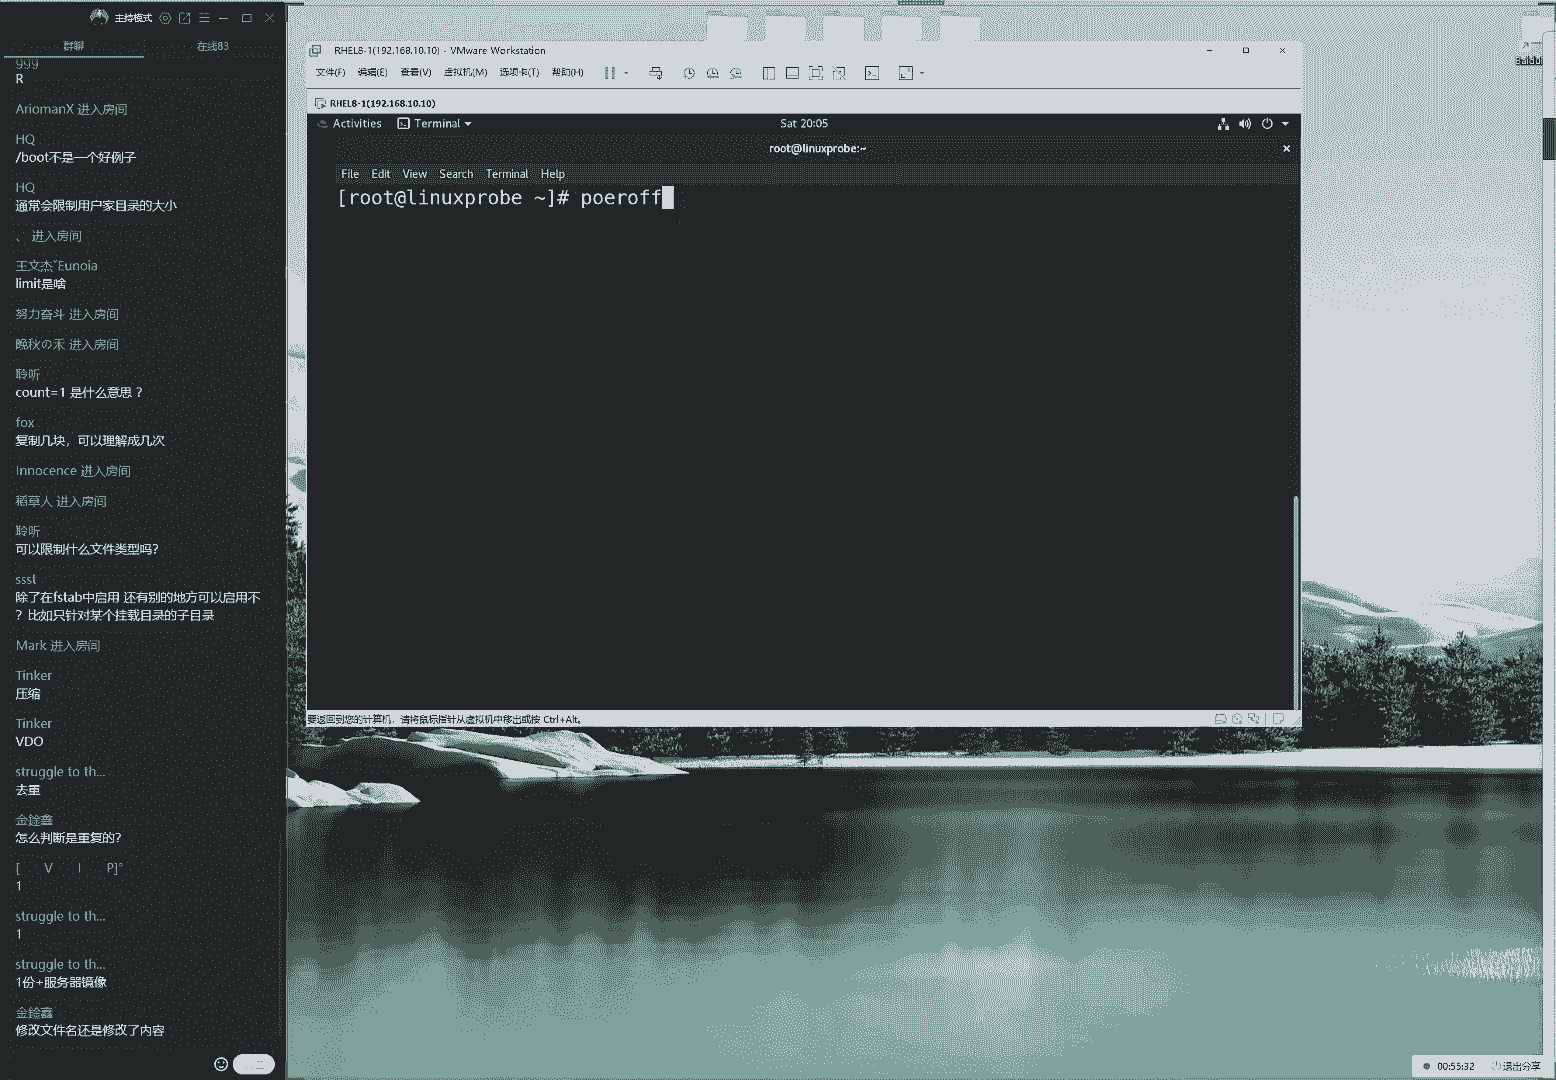 主持模式
群聊
在线83
999
R
AriomanX 进入房间
HQ
/boot不是一个好例子
HQ
通常会限制用户家目录的大小
、 进入房间
王文杰˘Eunoia
limit是啥
努力奋斗 进入房间
晚秋の禾 进入房间
聆听
count=1 是什么意思？
fox
复制几块，可以理解成几次
Innocence 进入房间
稻草人 进入房间
聆听
可以限制什么文件类型吗?
ssst
除了在fstab中启用 还有别的地方可以启用不
？比如只针对某个挂载目录的子目录
Mark 进入房间
Tinker
压缩
Tinker
VDO
struggle to th...
去重
怎么判断是重复的?
[ V I P]°
1
struggle to th...
1
struggle to th...
1份+服务器镜像
修改文件名还是修改了内容
RHEL8-1(192.168.10.10) - VMware Workstation
文件(F) 编辑(E) 查看(V) 虚拟机(M) 选项卡(T) 帮助(H)
RHEL8-1(192.168.10.10)
Activities Terminal Sat 20:05
root@linuxprobe:~
File Edit View Search Terminal Help
[root@linuxprobe ~]# poeroff
要返回到您的计算机，请将鼠标指针从虚拟机中移出或按 Ctrl+Alt。
Baidu
00:55:32 退出分享